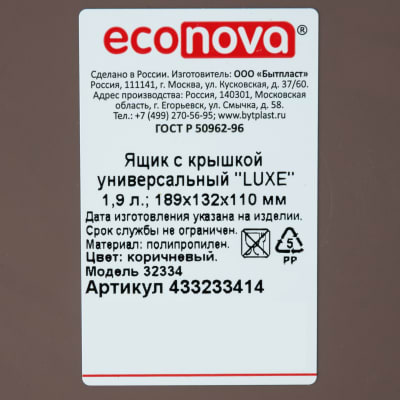 econova®
Сделано в России. Изготовитель: ООО «Бытпласт»
Россия, 111141, г. Москва, ул. Кусковская, д. 37/60.
Адрес производства: Россия, 140301, Московская
область, г. Егорьевск, ул. Смычка, д. 58.
Тел.: +7 (499) 270-56-95; www.bytplast.ru
ГОСТ Р 50962-96
Ящик с крышкой
универсальный "LUXE"
1,9 л.; 189х132х110 мм
Дата изготовления указана на изделии.
Срок службы не ограничен.
Материал: полипропилен.
Цвет: коричневый.
Модель 32334
Артикул 433233414
5
PP